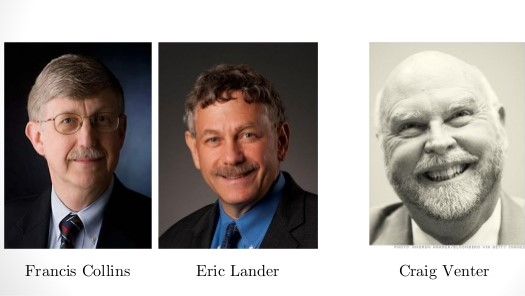 Francis Collins
Eric Lander
Craig Venter